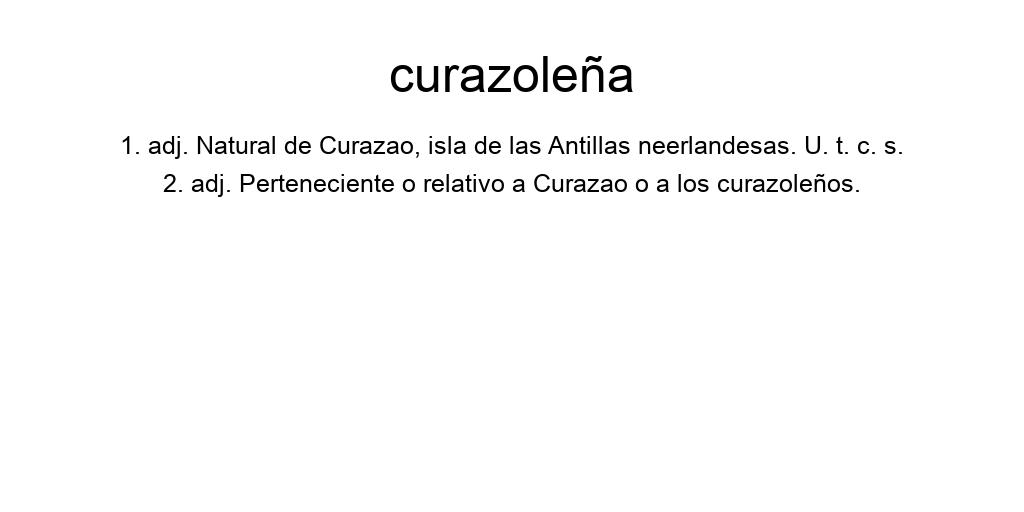 curazoleña
1. adj. Natural de Curazao, isla de las Antillas neerlandesas. U. t. c. s.
2. adj. Perteneciente o relativo a Curazao o a los curazoleños.